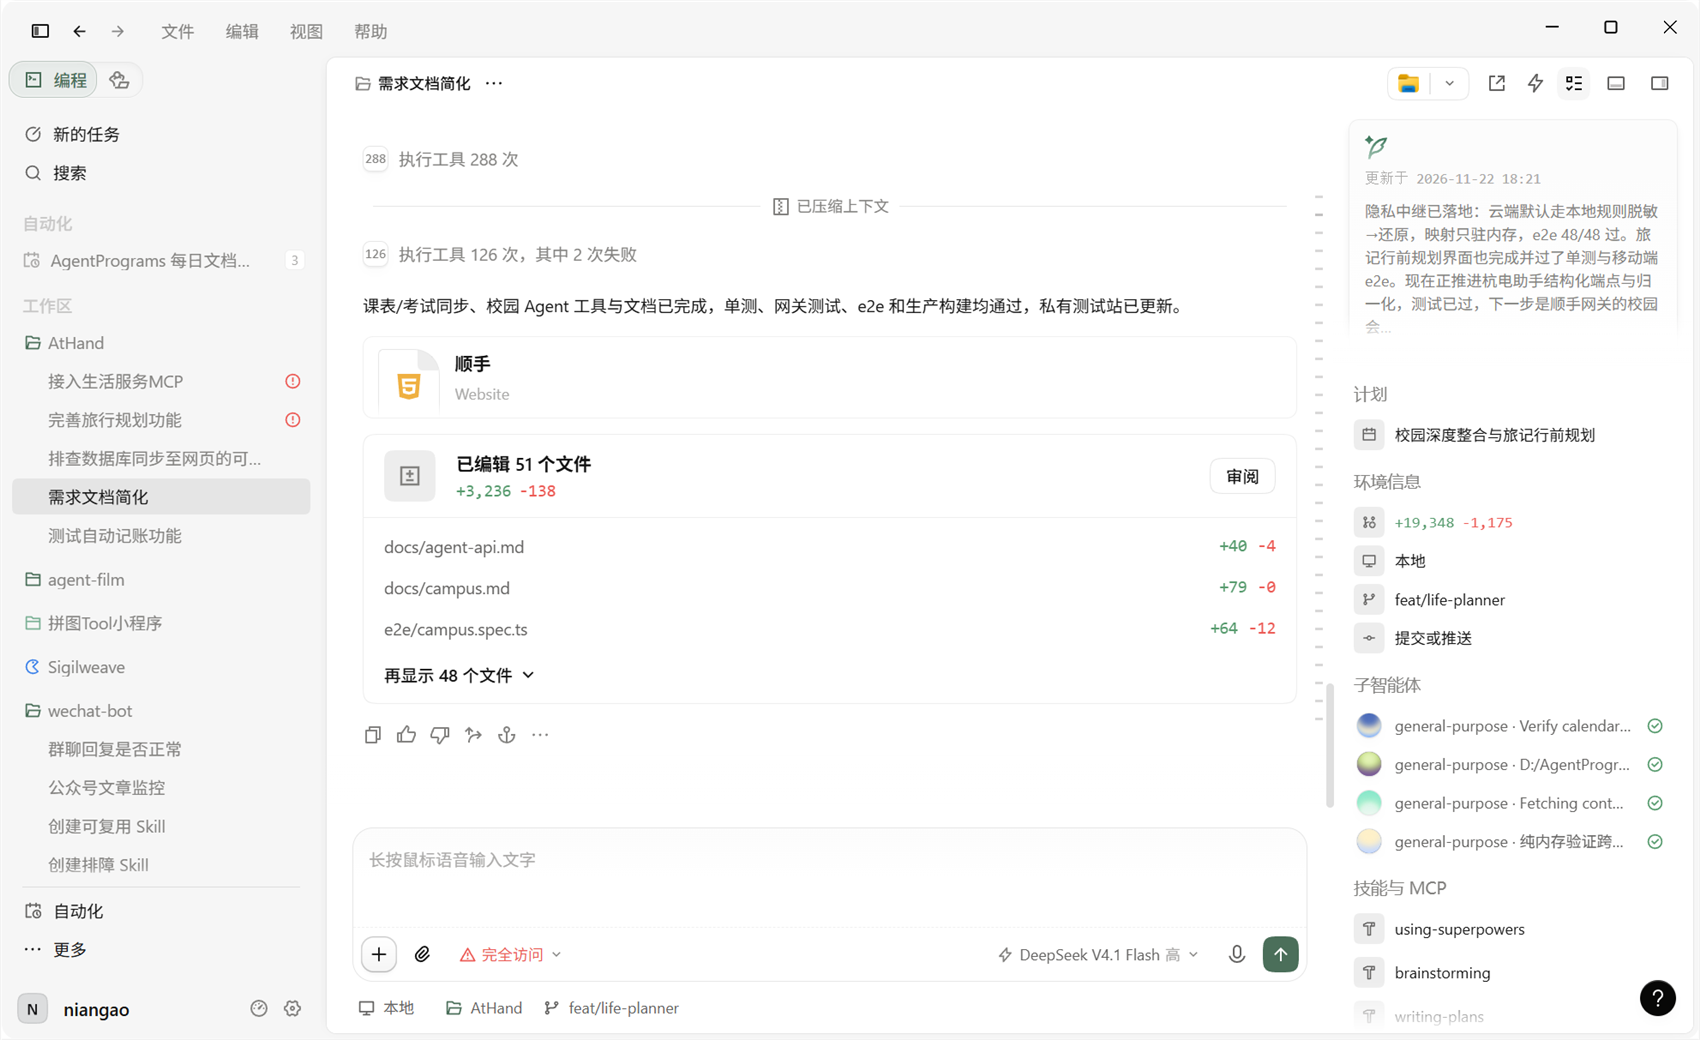 文件 编辑 视图 帮助
编程
新的任务
搜索
自动化
AgentPrograms 每日文档... 3
工作区
AtHand
接入生活服务MCP
完善旅行规划功能
排查数据库同步至网页的可...
需求文档简化
测试自动记账功能
agent-film
拼图Tool小程序
Sigilweave
wechat-bot
群聊回复是否正常
公众号文章监控
创建可复用 Skill
创建排障 Skill
自动化
更多
N niangao
需求文档简化
288 执行工具 288 次
已压缩上下文
126 执行工具 126 次，其中 2 次失败
课表/考试同步、校园 Agent 工具与文档已完成，单测、网关测试、e2e 和生产构建均通过，私有测试站已更新。
顺手
Website
已编辑 51 个文件
+3,236 -138
审阅
docs/agent-api.md +40 -4
docs/campus.md +79 -0
e2e/campus.spec.ts +64 -12
再显示 48 个文件
长按鼠标语音输入文字
完全访问
DeepSeek V4.1 Flash 高
本地 AtHand feat/life-planner
更新于 2026-11-22 18:21
隐私中继已落地：云端默认走本地规则脱敏
→还原，映射只驻内存，e2e 48/48 过。旅
记行前规划界面也完成并过了单测与移动端
e2e。现在正推进杭电助手结构化端点与归
一化，测试已过，下一步是顺手网关的校园
会...
计划
校园深度整合与旅记行前规划
环境信息
+19,348 -1,175
本地
feat/life-planner
提交或推送
子智能体
general-purpose · Verify calendar...
general-purpose · D:/AgentProgr...
general-purpose · Fetching cont...
general-purpose · 纯内存验证跨...
技能与 MCP
using-superpowers
brainstorming
writing-plans
?